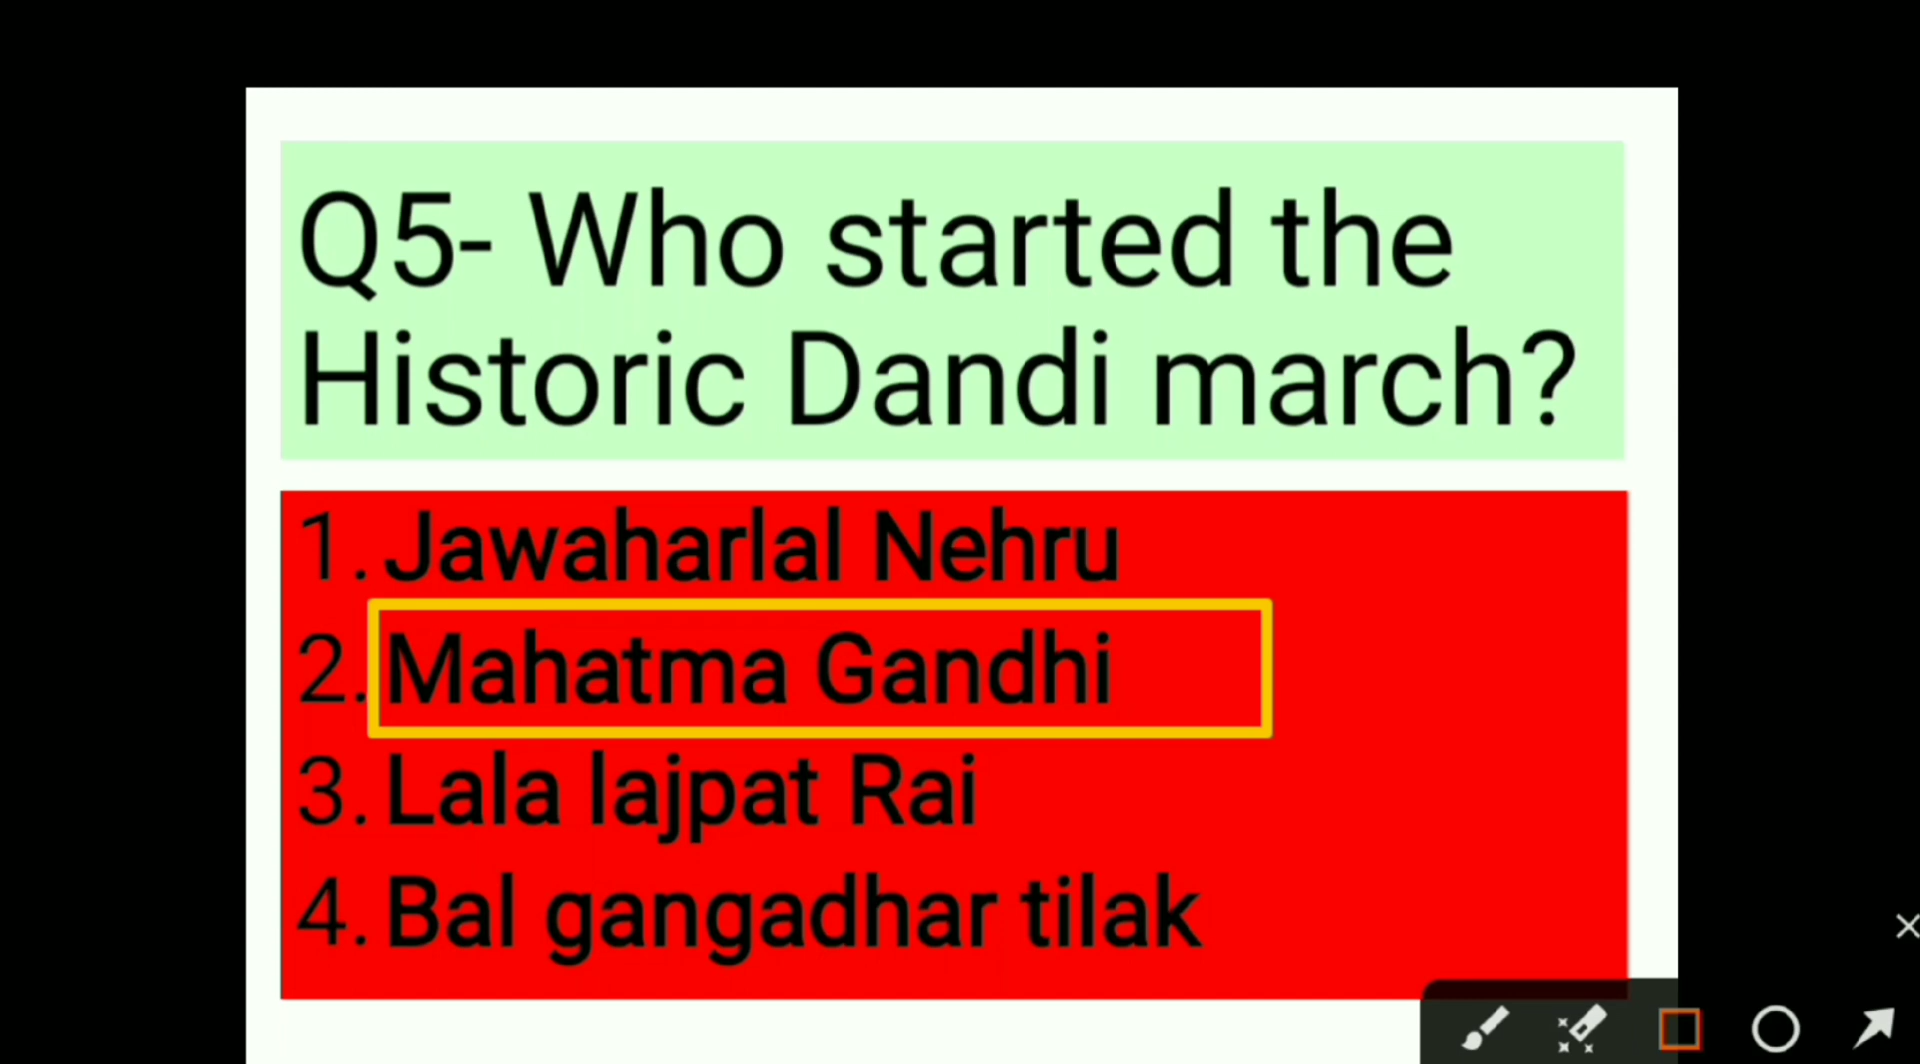 Q5- Who started the
Historic Dandi march?
1. Jawaharlal Nehru
2. Mahatma Gandhi
3. Lala lajpat Rai
4. Bal gangadhar tilak